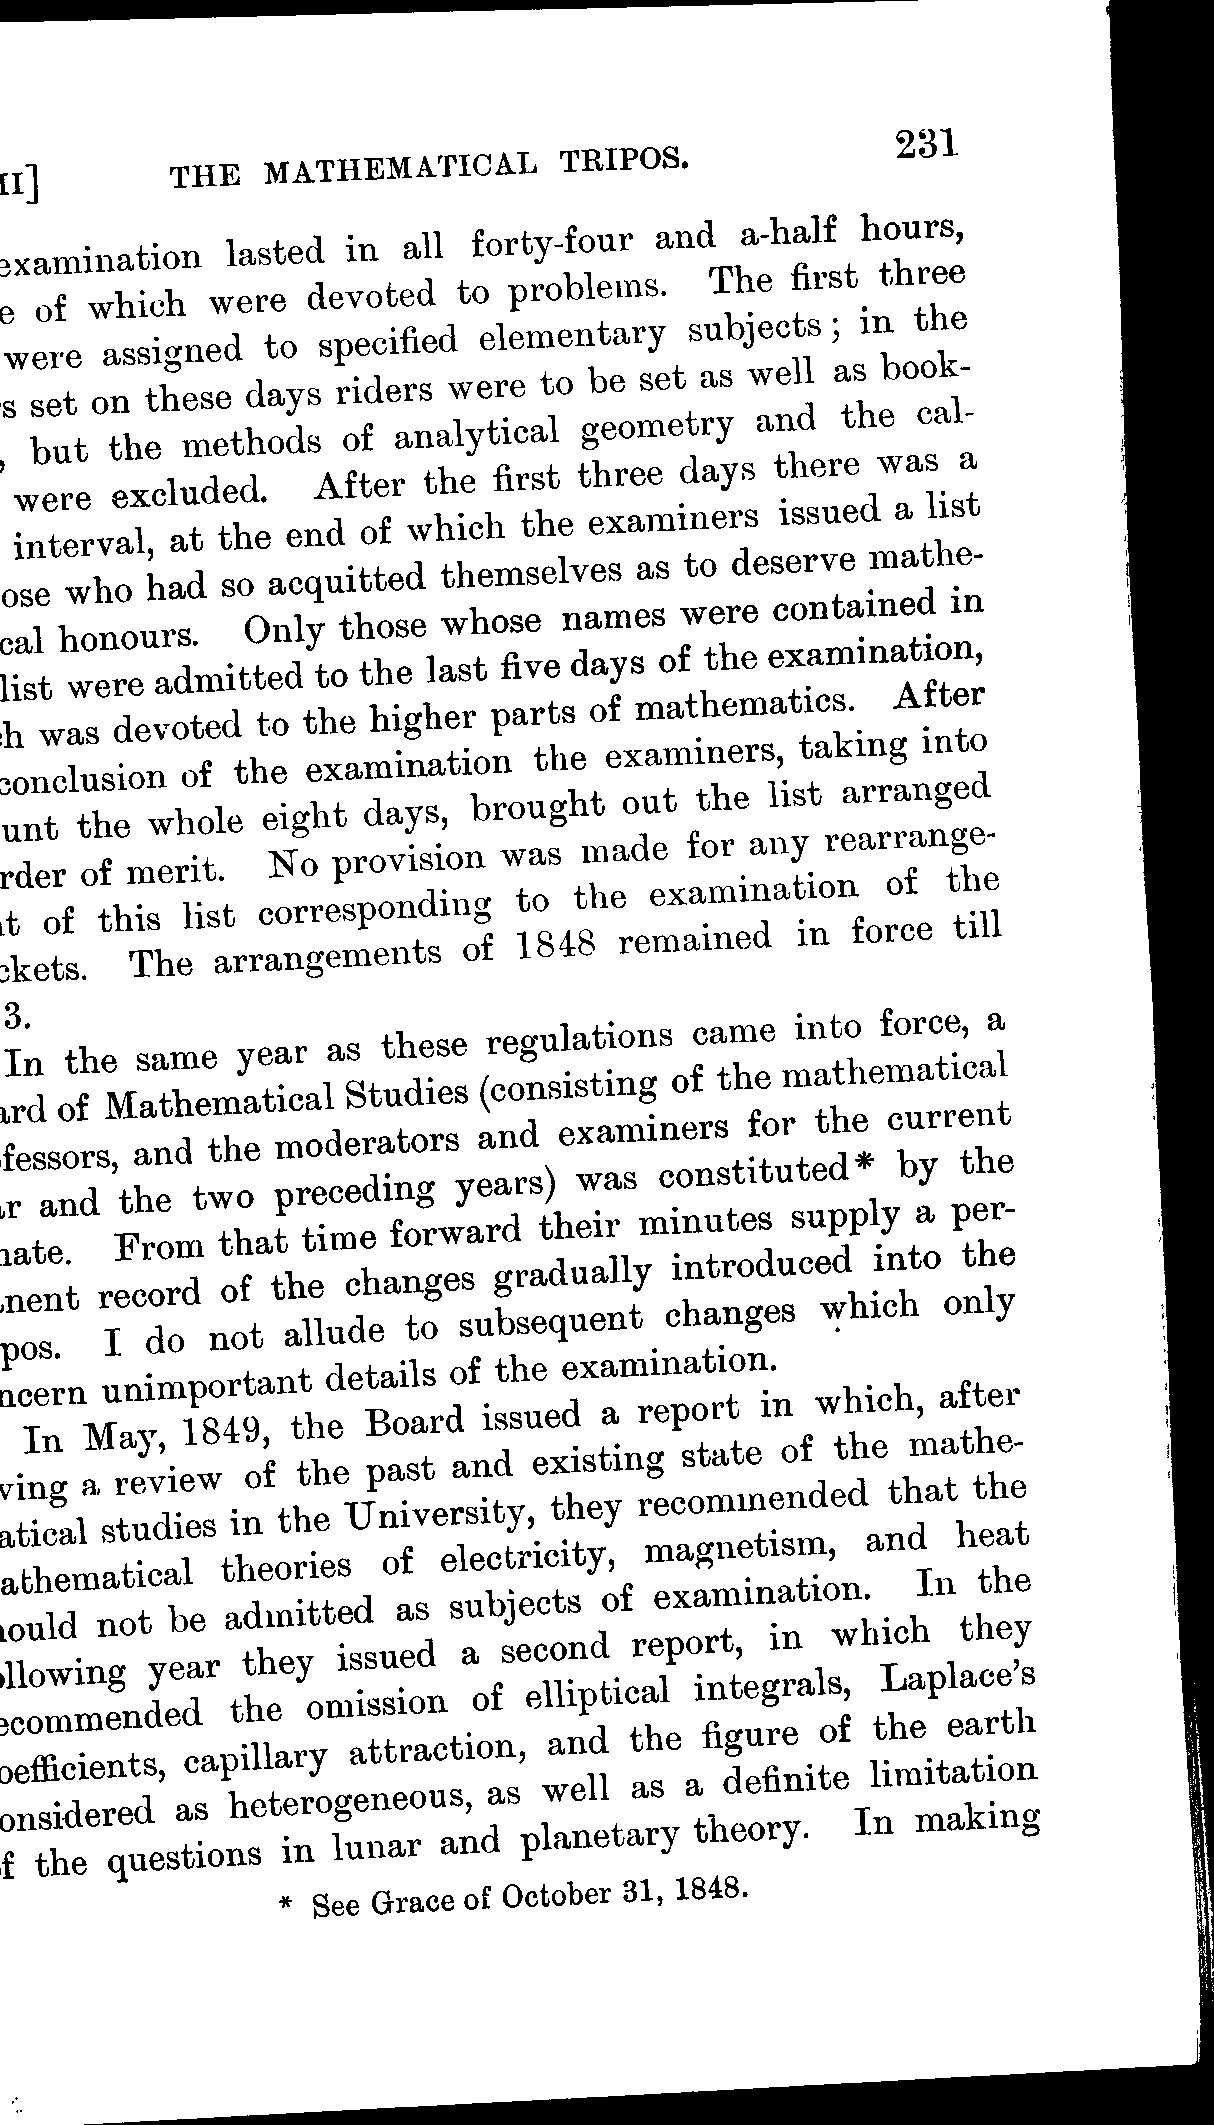 II] THE MATHEMATICAL TRIPOS. 231
examination lasted in all forty-four and a-half hours,
e of which were devoted to problems. The first three
were assigned to specified elementary subjects; in the
s set on these days riders were to be set as well as book-
, but the methods of analytical geometry and the cal-
were excluded. After the first three days there was a
interval, at the end of which the examiners issued a list
ose who had so acquitted themselves as to deserve mathe-
cal honours. Only those whose names were contained in
list were admitted to the last five days of the examination,
h was devoted to the higher parts of mathematics. After
conclusion of the examination the examiners, taking into
unt the whole eight days, brought out the list arranged
rder of merit. No provision was made for any rearrange-
t of this list corresponding to the examination of the
ckets. The arrangements of 1848 remained in force till
3.
In the same year as these regulations came into force, a
ard of Mathematical Studies (consisting of the mathematical
fessors, and the moderators and examiners for the current
r and the two preceding years) was constituted* by the
nate. From that time forward their minutes supply a per-
nent record of the changes gradually introduced into the
pos. I do not allude to subsequent changes which only
ncern unimportant details of the examination.
In May, 1849, the Board issued a report in which, after
ving a review of the past and existing state of the mathe-
atical studies in the University, they recommended that the
athematical theories of electricity, magnetism, and heat
ould not be admitted as subjects of examination. In the
llowing year they issued a second report, in which they
ecommended the omission of elliptical integrals, Laplace's
oefficients, capillary attraction, and the figure of the earth
onsidered as heterogeneous, as well as a definite limitation
f the questions in lunar and planetary theory. In making
* See Grace of October 31, 1848.